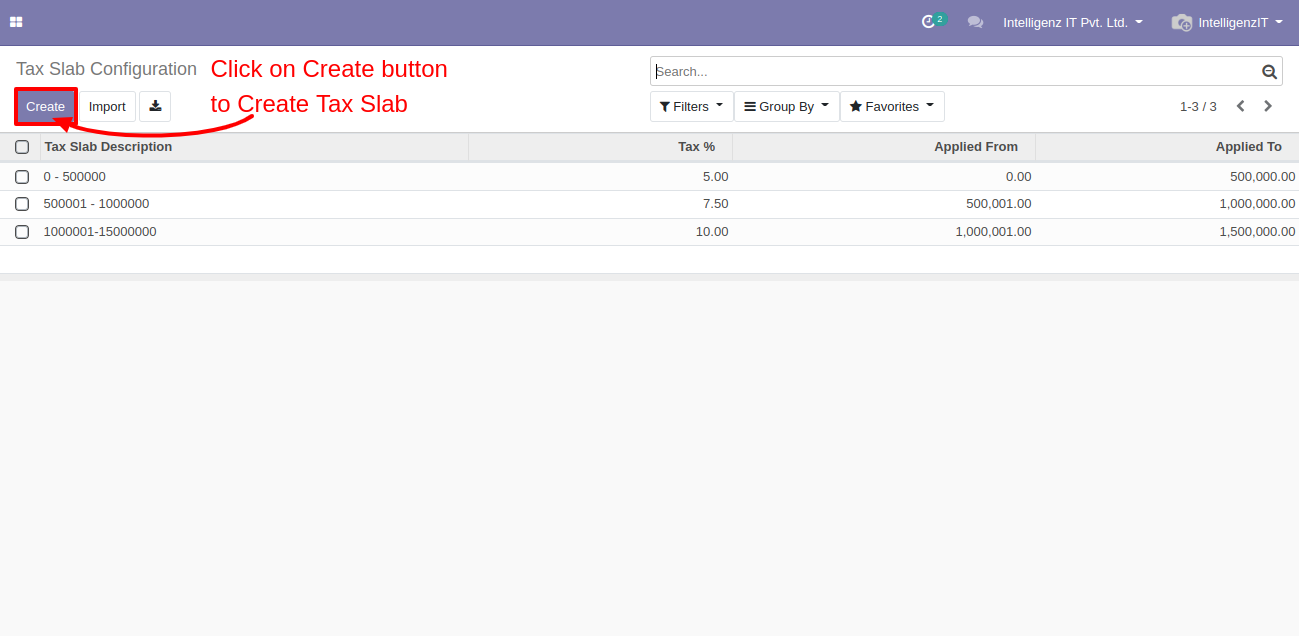 2
Intelligenz IT Pvt. Ltd.
IntelligenzIT
Tax Slab Configuration
Click on Create button
to Create Tax Slab
Search...
Create
Import
Filters
Group By
Favorites
1-3 / 3
Tax Slab Description Tax % Applied From Applied To
0 - 500000 5.00 0.00 500,000.00
500001 - 1000000 7.50 500,001.00 1,000,000.00
1000001-15000000 10.00 1,000,001.00 1,500,000.00